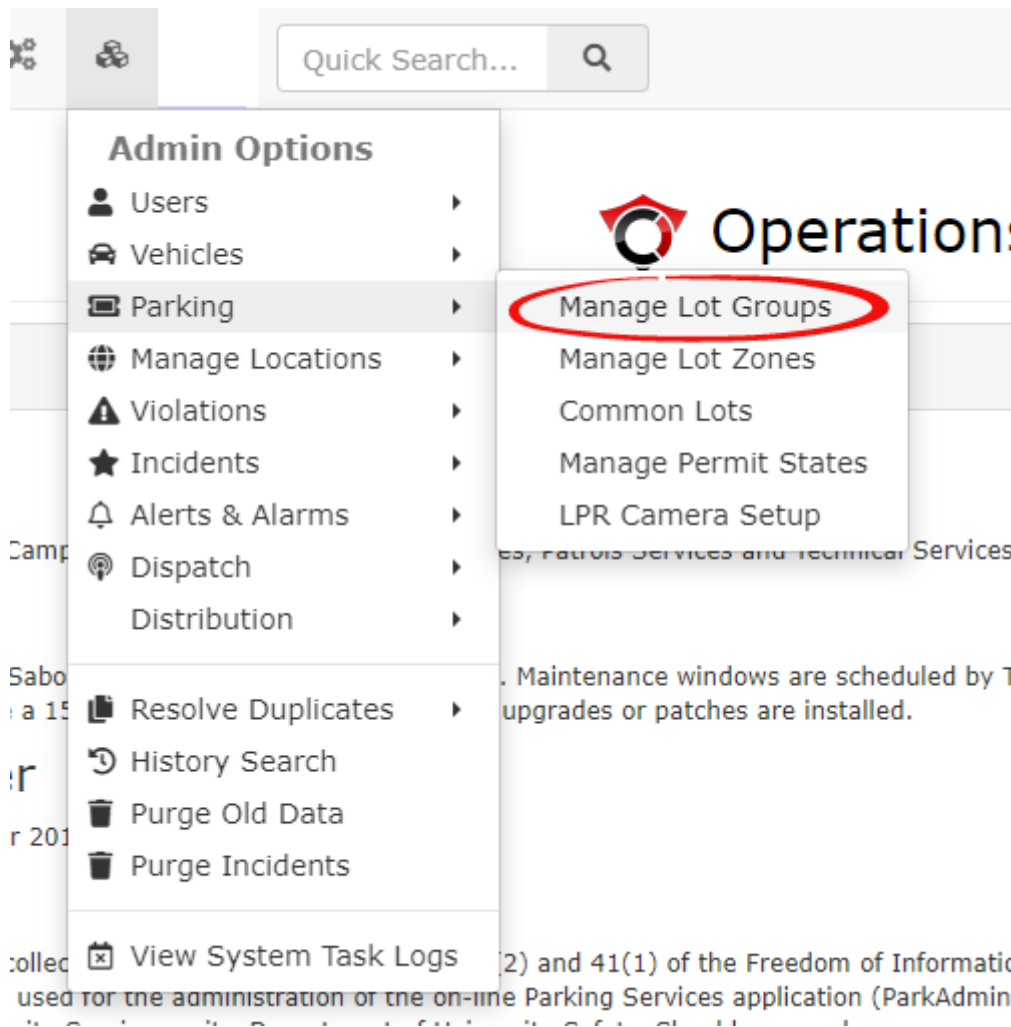 Quick Search...
Admin Options
Users
Vehicles
Parking
Manage Locations
Violations
Incidents
Alerts & Alarms
Dispatch
Distribution
Resolve Duplicates
History Search
Purge Old Data
Purge Incidents
View System Task Logs
Manage Lot Groups
Manage Lot Zones
Common Lots
Manage Permit States
LPR Camera Setup
Operations
Patrols Services and Technical Services
. Maintenance windows are scheduled by
a 15 upgrades or patches are installed.
r 201
(2) and 41(1) of the Freedom of
used for the administration of the on-line Parking Services application (ParkAdmin